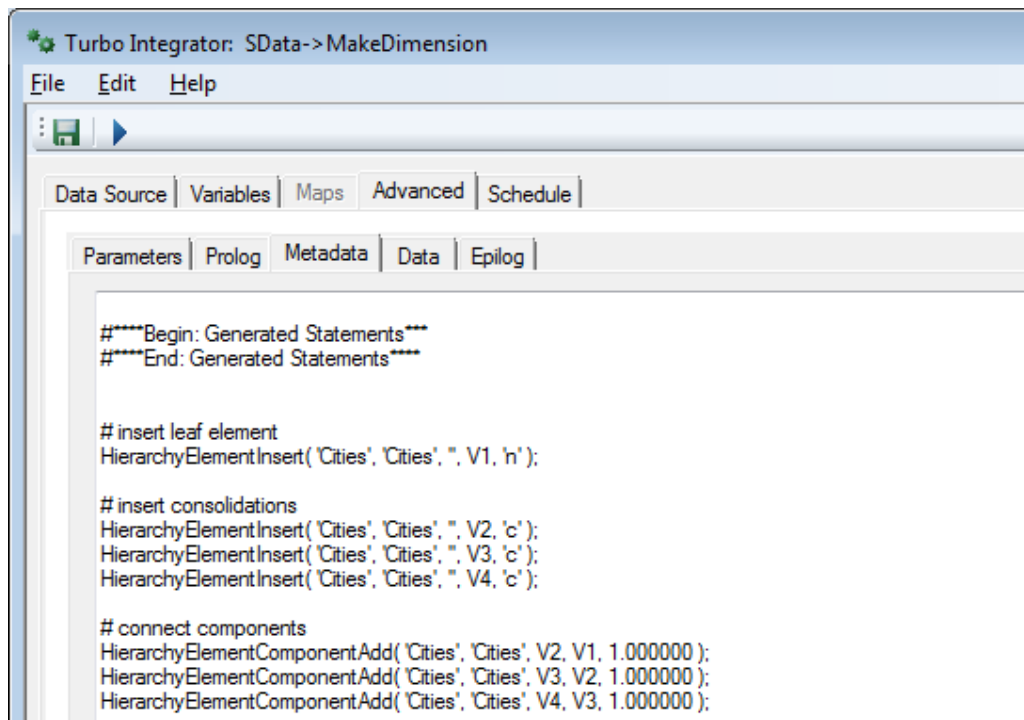 Turbo Integrator: SData->MakeDimension
File Edit Help
Data Source Variables Maps Advanced Schedule
Parameters Prolog Metadata Data Epilog
#****Begin: Generated Statements***
#****End: Generated Statements****
# insert leaf element
HierarchyElementInsert( 'Cities', 'Cities', '', V1, 'n' );
# insert consolidations
HierarchyElementInsert( 'Cities', 'Cities', '', V2, 'c' );
HierarchyElementInsert( 'Cities', 'Cities', '', V3, 'c' );
HierarchyElementInsert( 'Cities', 'Cities', '', V4, 'c' );
# connect components
HierarchyElementComponentAdd( 'Cities', 'Cities', V2, V1, 1.000000 );
HierarchyElementComponentAdd( 'Cities', 'Cities', V3, V2, 1.000000 );
HierarchyElementComponentAdd( 'Cities', 'Cities', V4, V3, 1.000000 );